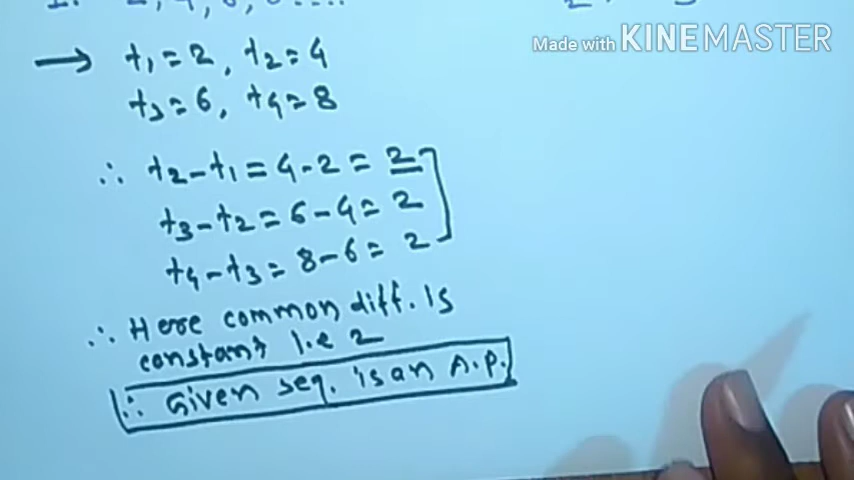 Made with KINEMASTER
→ t₁=2, t₂=4
t₃=6, t₄=8
∴ t₂-t₁=4-2=2
t₃-t₂=6-4=2
t₄-t₃=8-6=2
∴ Here common diff. is
constant i.e 2
∴ Given seq. is an A.P.